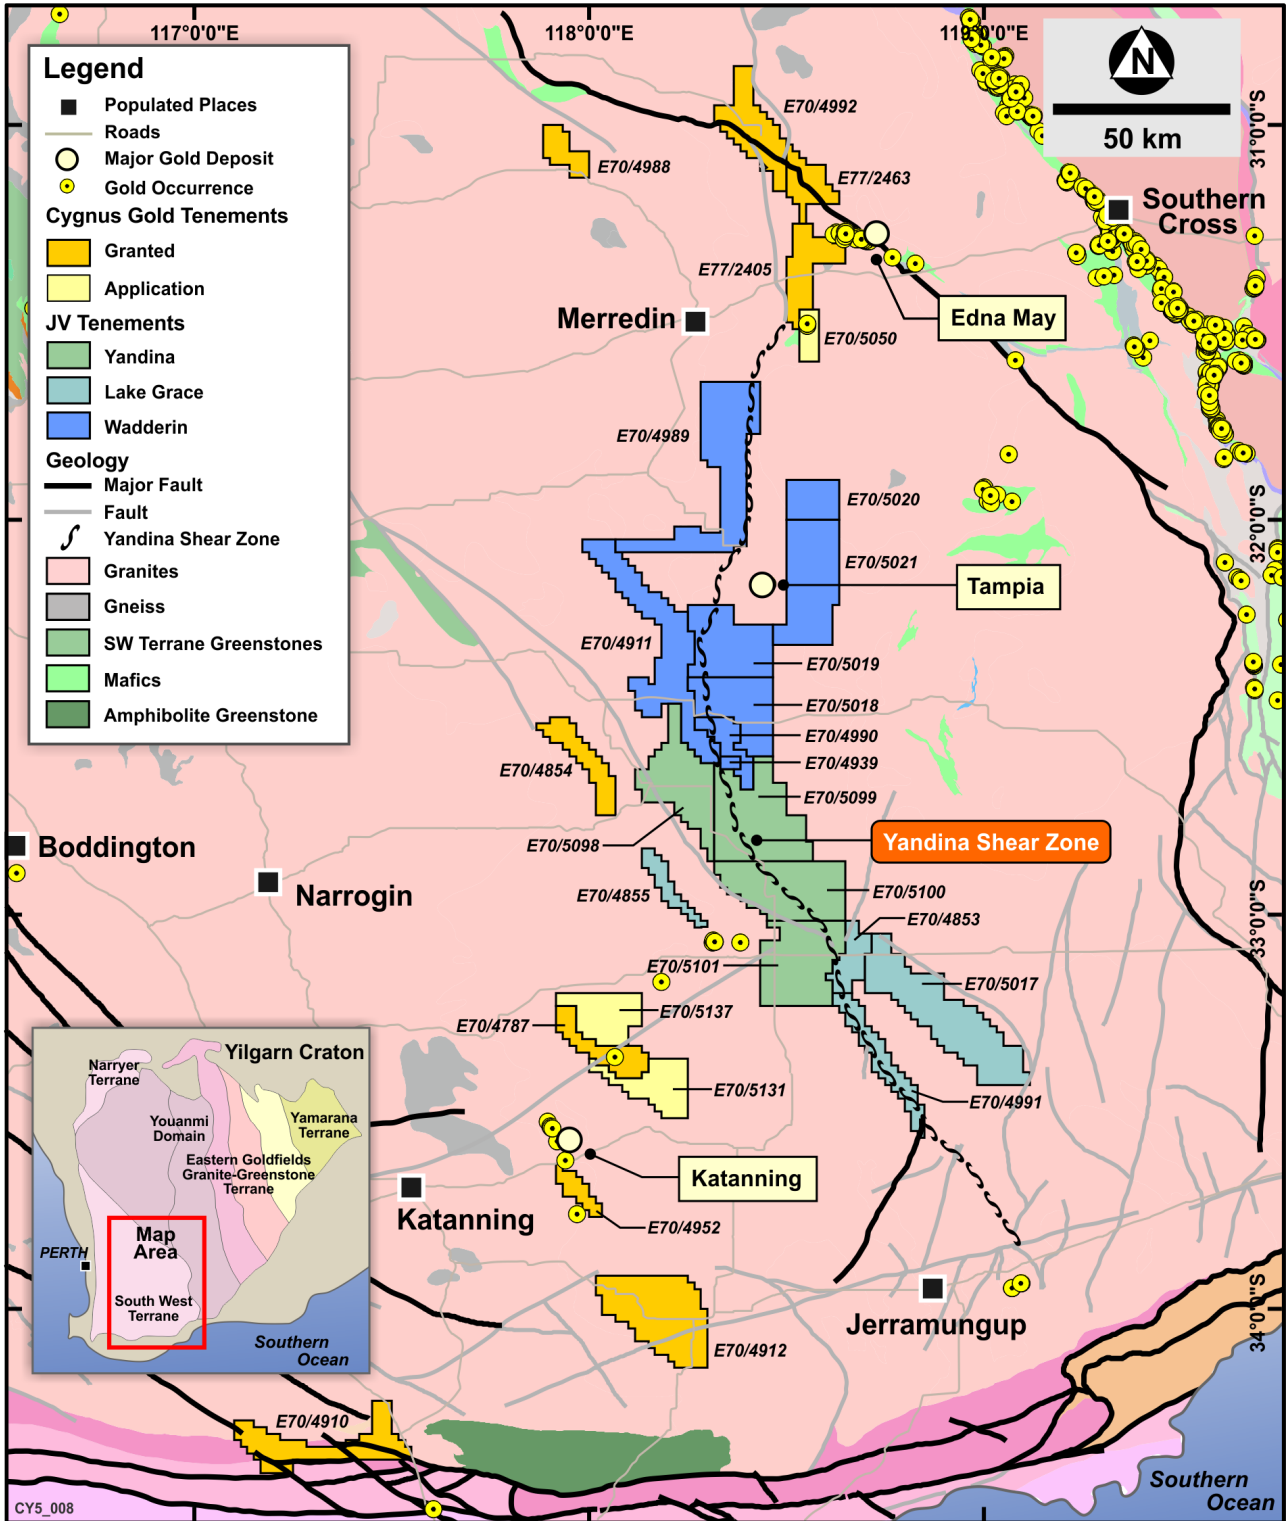 117°0'0"E
118°0'0"E
119°0'0"E
Legend
Populated Places
Roads
Major Gold Deposit
Gold Occurrence
Cygnus Gold Tenements
Granted
Application
JV Tenements
Yandina
Lake Grace
Wadderin
Geology
Major Fault
Fault
Yandina Shear Zone
Granites
Gneiss
SW Terrane Greenstones
Mafics
Amphibolite Greenstone
N
50 km
31°0'0"S
32°0'0"S
33°0'0"S
34°0'0"S
E70/4992
E70/4988
E77/2463
Southern
Cross
E77/2405
Merredin
Edna May
E70/5050
E70/4989
E70/5020
E70/5021
Tampia
E70/4911
E70/5019
E70/5018
E70/4990
E70/4939
E70/4854
E70/5099
E70/5098
Yandina Shear Zone
Boddington
Narrogin
E70/4855
E70/5100
E70/4853
E70/5101
E70/5017
E70/4787
E70/5137
E70/5131
E70/4991
Katanning
Katanning
E70/4952
Jerramungup
E70/4912
E70/4910
Yilgarn Craton
Narryer
Terrane
Youanmi
Domain
Yamarana
Terrane
Eastern Goldfields
Granite-Greenstone
Terrane
Map
Area
PERTH
South West
Terrane
Southern
Ocean
Southern
Ocean
CY5_008